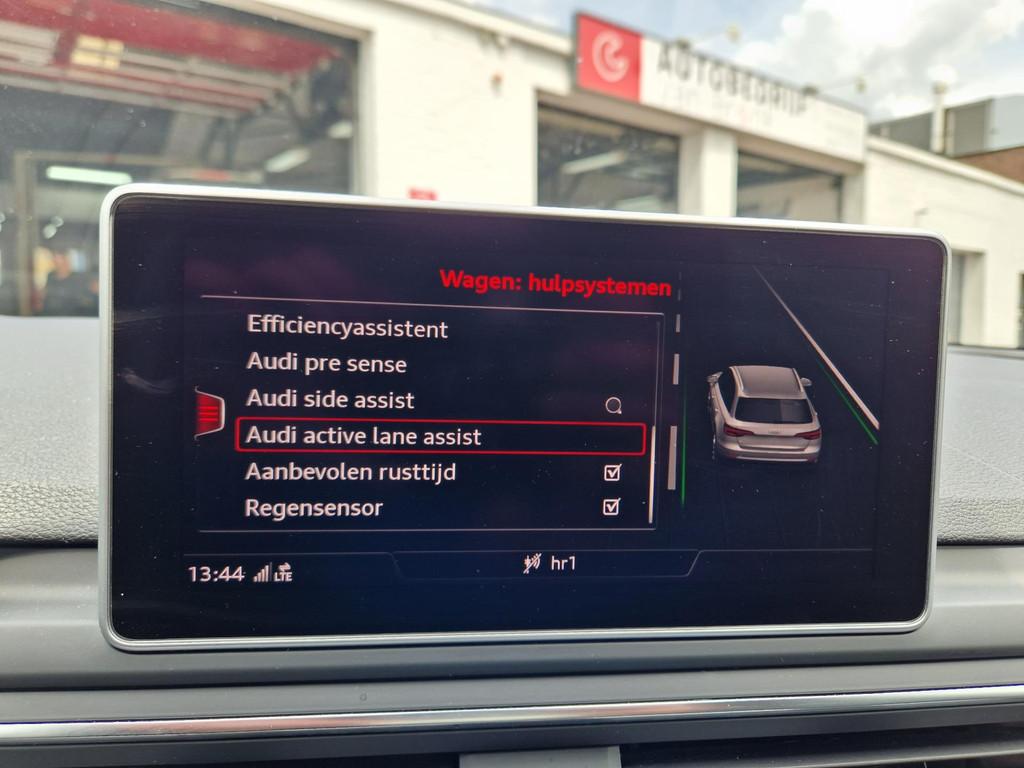 AUTOBEDRIJF
Wagen: hulpsystemen
Efficiencyassistent
Audi pre sense
Audi side assist
Audi active lane assist
Aanbevolen rusttijd
Regensensor
13:44 LTE
hr1